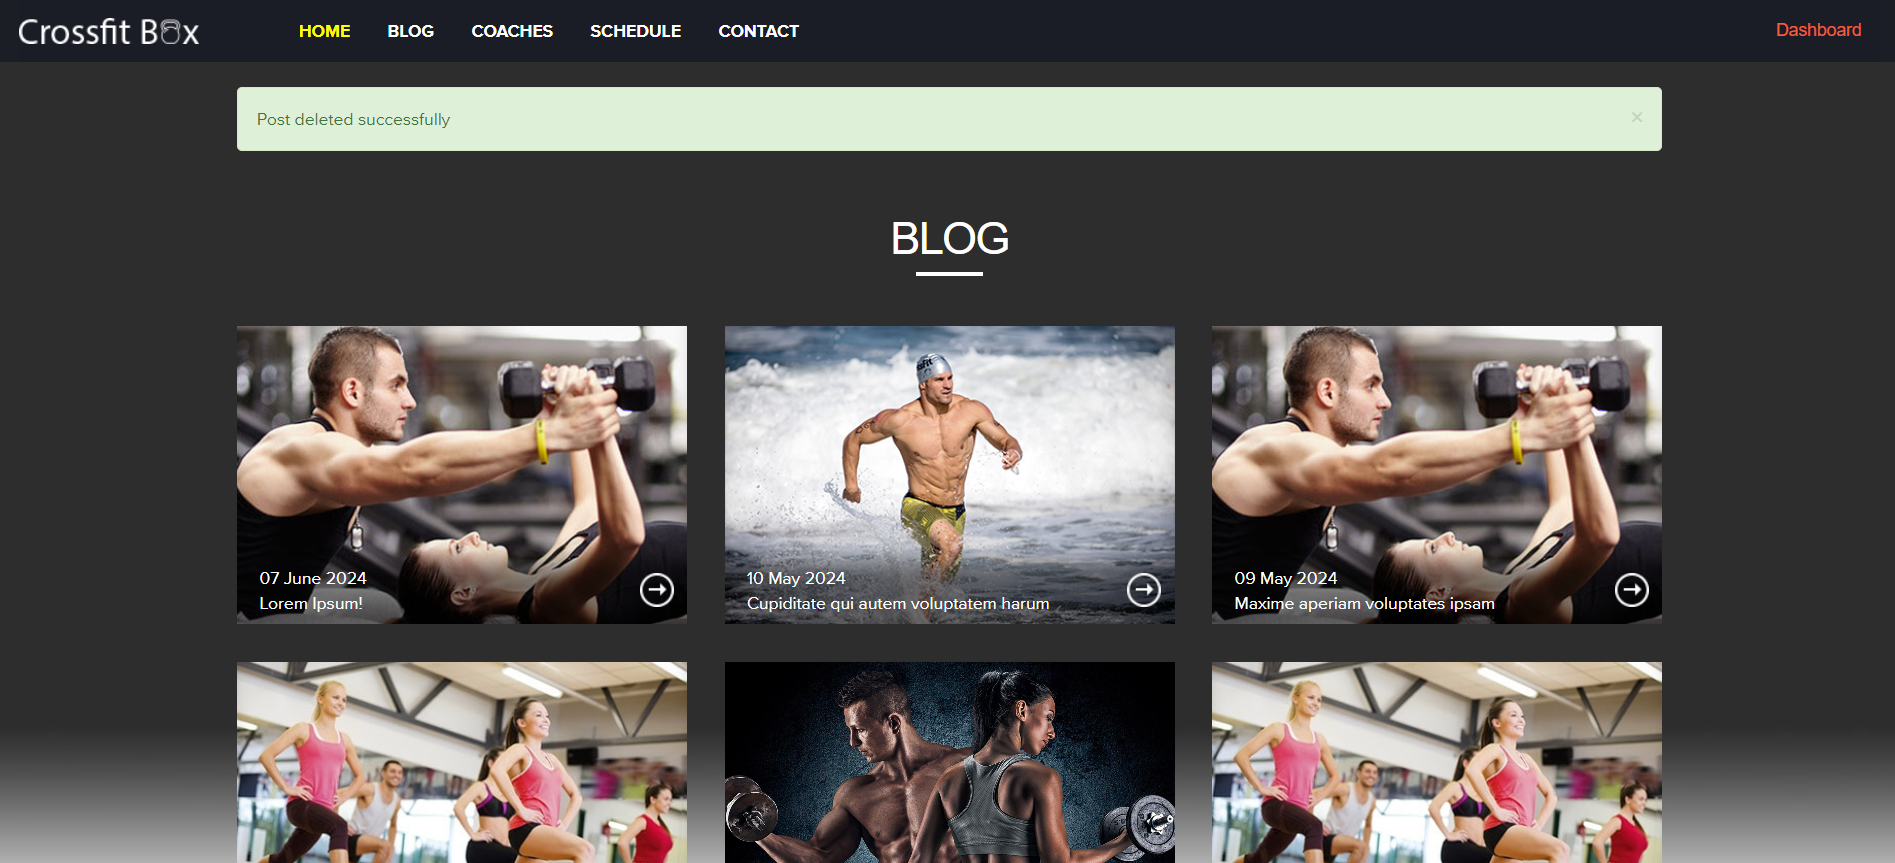 Crossfit Box
HOME BLOG COACHES SCHEDULE CONTACT
Dashboard
Post deleted successfully
×
BLOG
07 June 2024
Lorem Ipsum!
10 May 2024
Cupiditate qui autem voluptatem harum
09 May 2024
Maxime aperiam voluptates ipsam